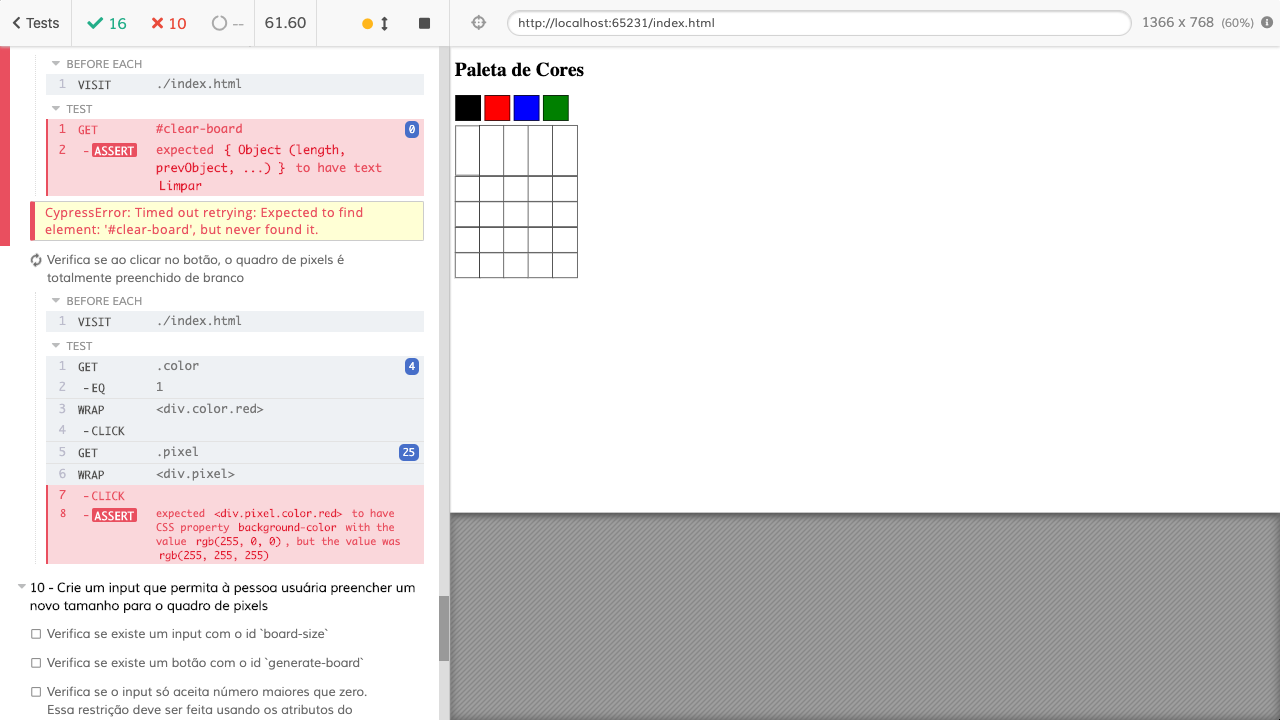 Tests
16
10
--
61.60
http://localhost:65231/index.html
1366 x 768 (60%)
BEFORE EACH
1 VISIT ./index.html
TEST
1 GET #clear-board 0
2 - ASSERT expected { Object (length,
prevObject, ...) } to have text
Limpar
CypressError: Timed out retrying: Expected to find
element: '#clear-board', but never found it.
Verifica se ao clicar no botão, o quadro de pixels é
totalmente preenchido de branco
BEFORE EACH
1 VISIT ./index.html
TEST
1 GET .color 4
2 - EQ 1
3 WRAP <div.color.red>
4 - CLICK
5 GET .pixel 25
6 WRAP <div.pixel>
7 - CLICK
8 - ASSERT expected <div.pixel.color.red> to have
CSS property background-color with the
value rgb(255, 0, 0), but the value was
rgb(255, 255, 255)
10 - Crie um input que permita à pessoa usuária preencher um
novo tamanho para o quadro de pixels
Verifica se existe um input com o id `board-size`
Verifica se existe um botão com o id `generate-board`
Verifica se o input só aceita número maiores que zero.
Essa restrição deve ser feita usando os atributos do
Paleta de Cores